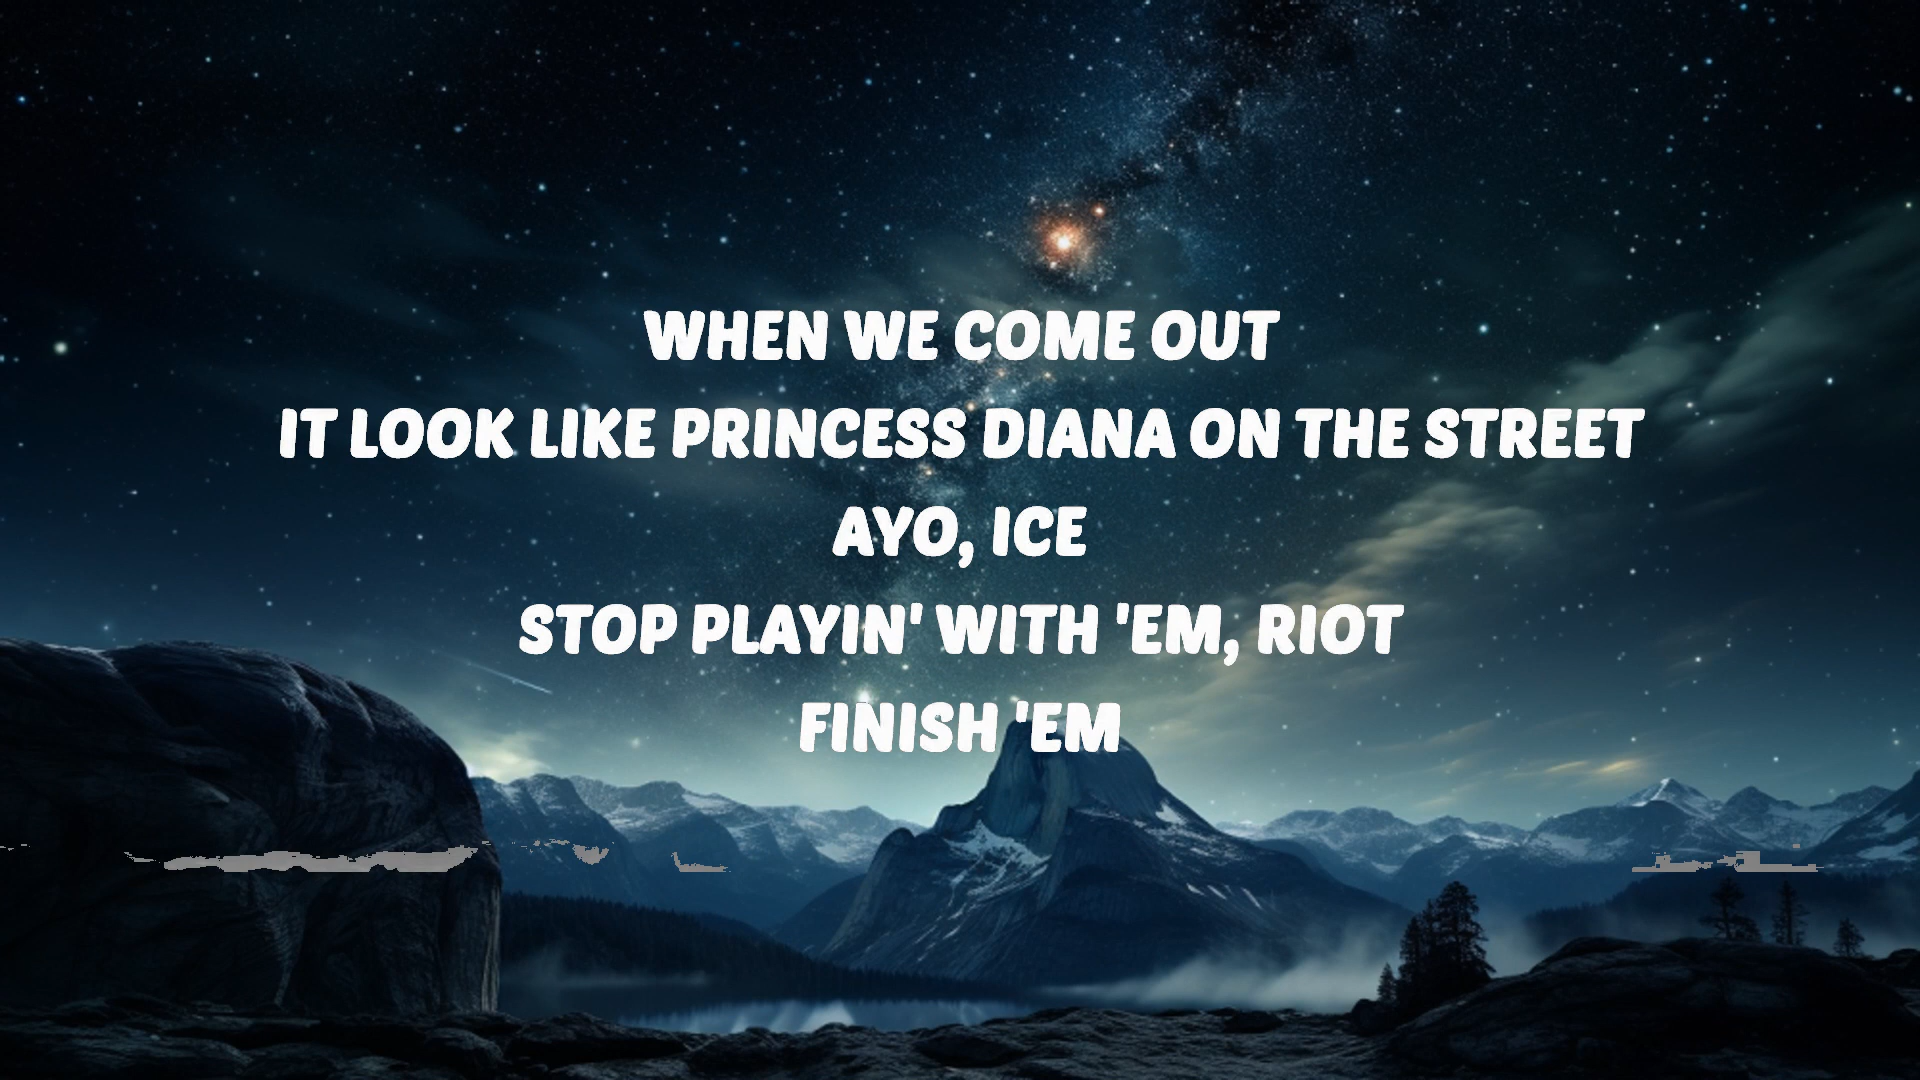 WHEN WE COME OUT
IT LOOK LIKE PRINCESS DIANA ON THE STREET
AYO, ICE
STOP PLAYIN' WITH 'EM, RIOT
FINISH 'EM